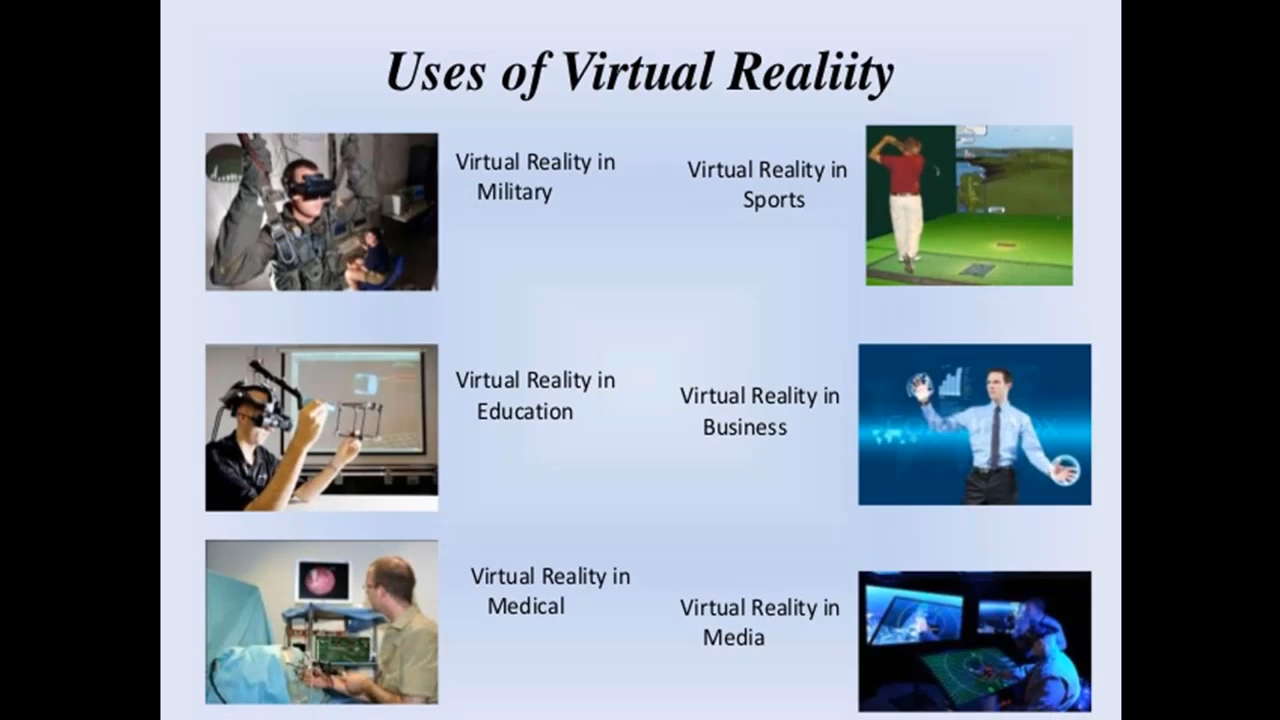 Uses of Virtual Realiity
Virtual Reality in
Military
Virtual Reality in
Sports
Virtual Reality in
Education
Virtual Reality in
Business
Virtual Reality in
Medical
Virtual Reality in
Media